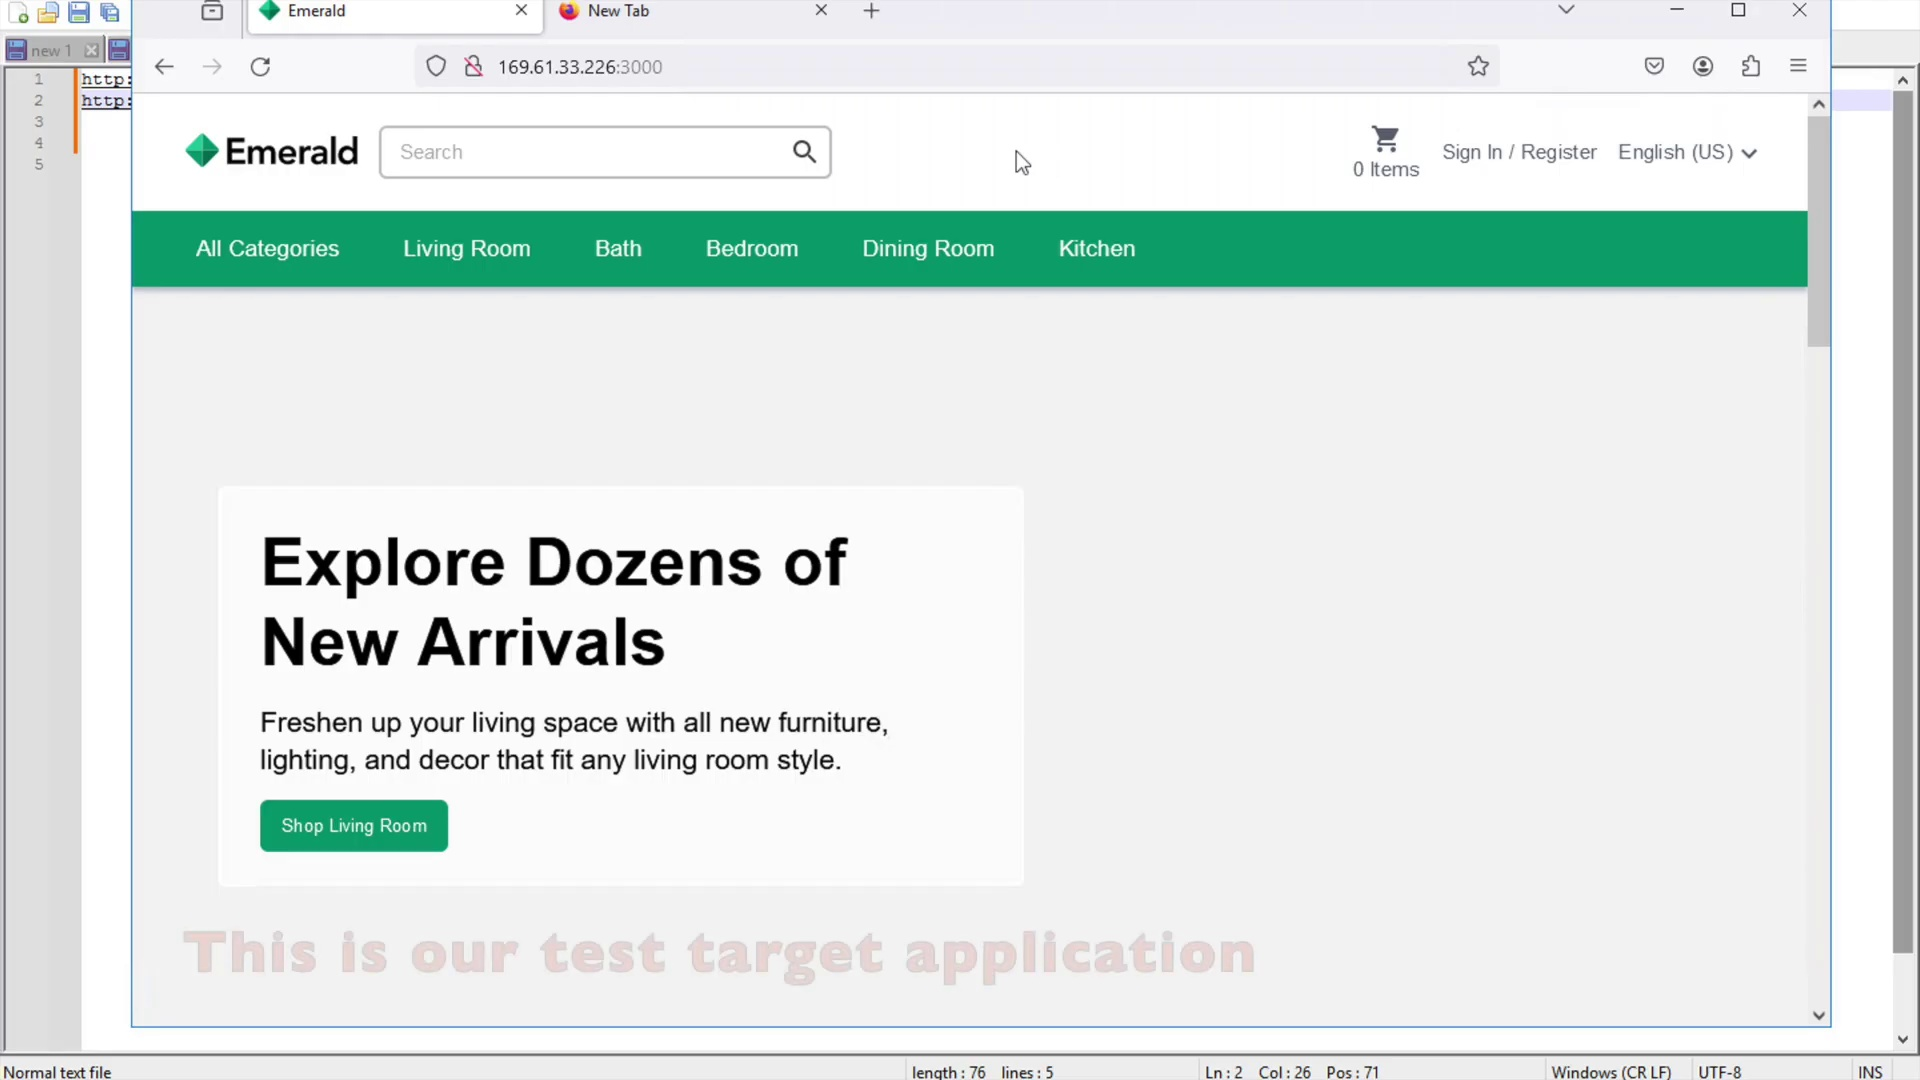 Emerald
New Tab
new 1
169.61.33.226:3000
1 http:
2 http:
3
4
5
Emerald
Search
0 Items
Sign In / Register
English (US)
All Categories
Living Room
Bath
Bedroom
Dining Room
Kitchen
Explore Dozens of
New Arrivals
Freshen up your living space with all new furniture,
lighting, and decor that fit any living room style.
Shop Living Room
This is our test target application
Normal text file
length : 76 lines : 5
Ln : 2 Col : 26 Pos : 71
Windows (CR LF)
UTF-8
INS